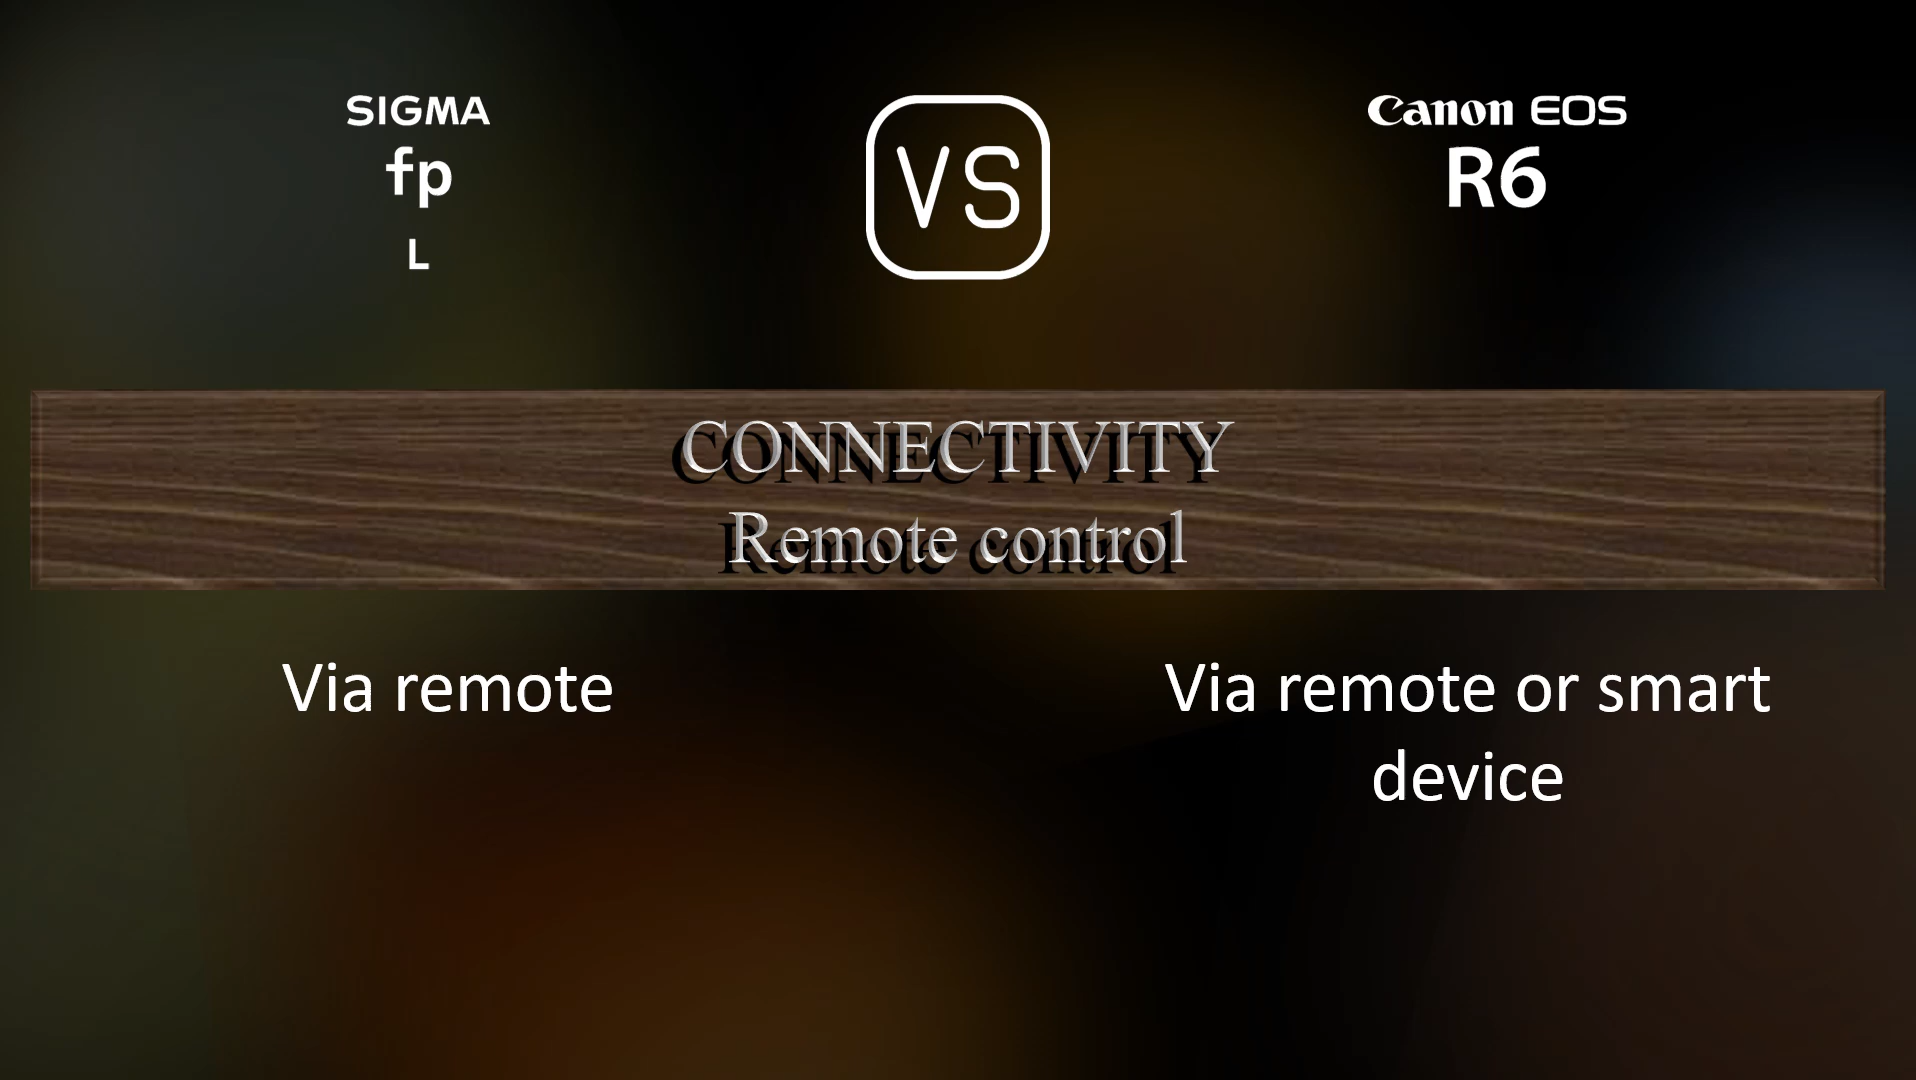 SIGMA
fp
L
VS
Canon EOS
R6
CONNECTIVITY
Remote control
Via remote
Via remote or smart
device